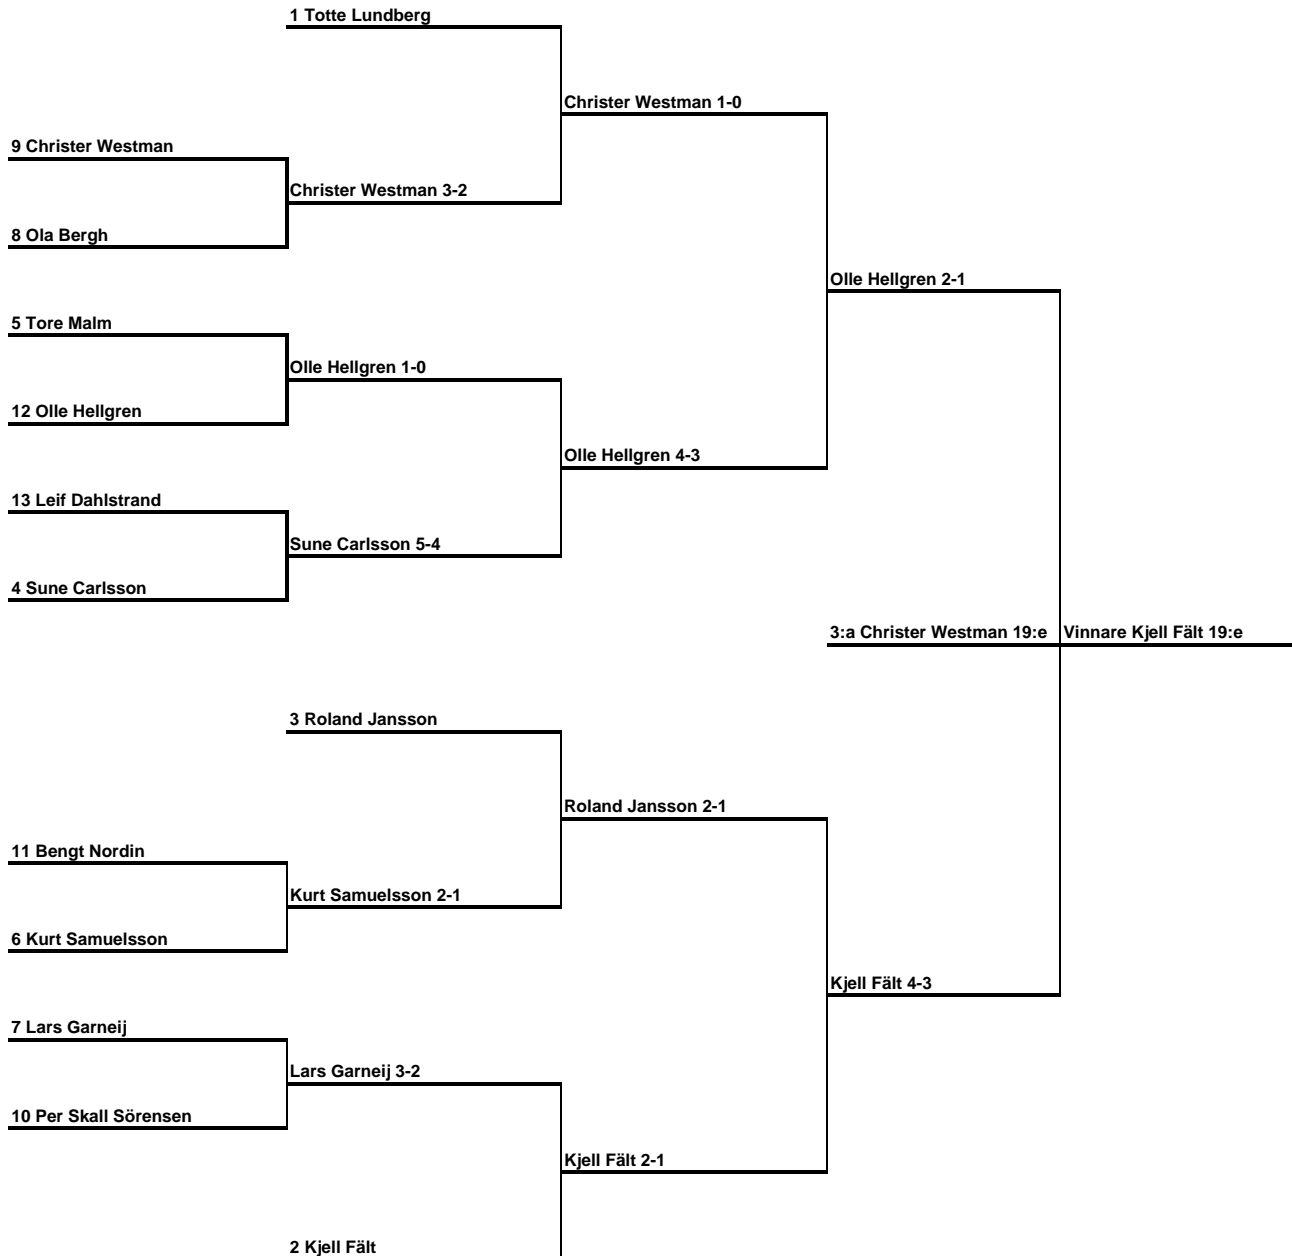 1 Totte Lundberg
Christer Westman 1-0
9 Christer Westman
Christer Westman 3-2
8 Ola Bergh
Olle Hellgren 2-1
5 Tore Malm
Olle Hellgren 1-0
12 Olle Hellgren
Olle Hellgren 4-3
13 Leif Dahlstrand
Sune Carlsson 5-4
4 Sune Carlsson
3:a Christer Westman 19:e
Vinnare Kjell Fält 19:e
3 Roland Jansson
Roland Jansson 2-1
11 Bengt Nordin
Kurt Samuelsson 2-1
6 Kurt Samuelsson
Kjell Fält 4-3
7 Lars Garneij
Lars Garneij 3-2
10 Per Skall Sörensen
Kjell Fält 2-1
2 Kjell Fält